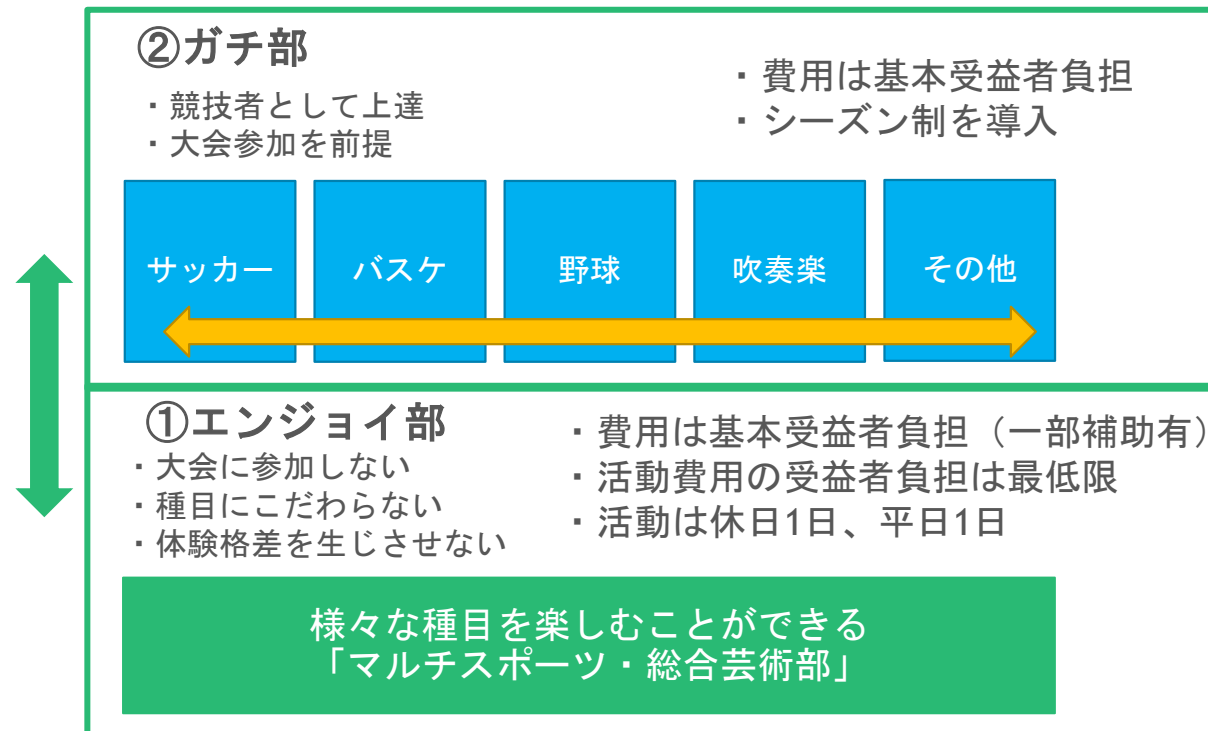 ②ガチ部
・競技者として上達
・大会参加を前提
・費用は基本受益者負担
・シーズン制を導入
サッカー
バスケ
野球
吹奏楽
その他
①エンジョイ部
・大会に参加しない
・種目にこだわらない
・体験格差を生じさせない
・費用は基本受益者負担（一部補助有）
・活動費用の受益者負担は最低限
・活動は休日1日、平日1日
様々な種目を楽しむことができる
「マルチスポーツ・総合芸術部」